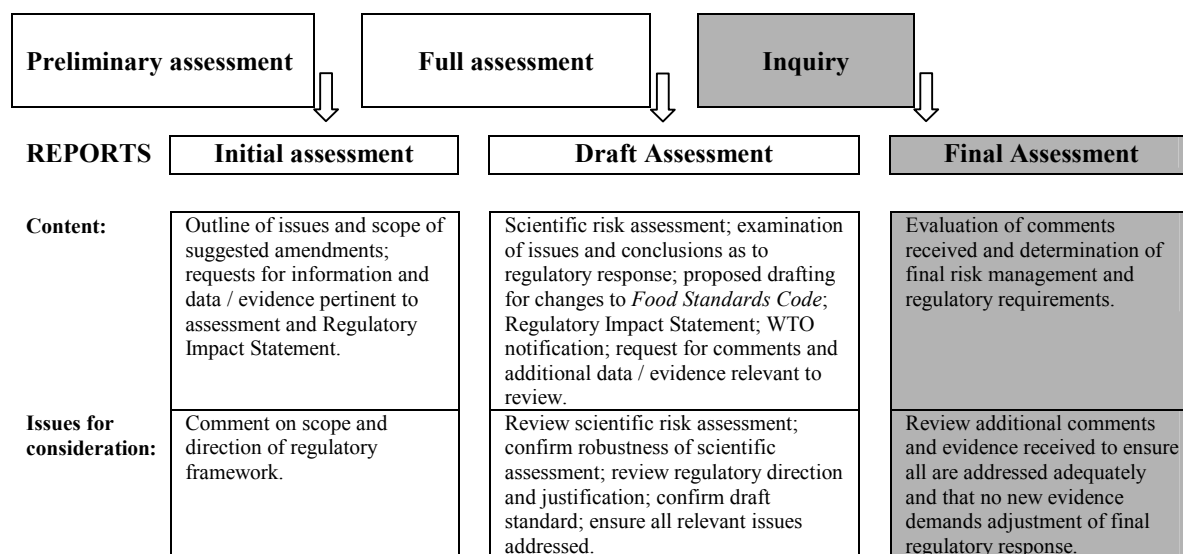 Preliminary assessment
Full assessment
Inquiry
REPORTS
Initial assessment
Draft Assessment
Final Assessment
Content:
Outline of issues and scope of
suggested amendments;
requests for information and
data / evidence pertinent to
assessment and Regulatory
Impact Statement.
Scientific risk assessment; examination
of issues and conclusions as to
regulatory response; proposed drafting
for changes to Food Standards Code;
Regulatory Impact Statement; WTO
notification; request for comments and
additional data / evidence relevant to
review.
Evaluation of comments
received and determination of
final risk management and
regulatory requirements.
Issues for
consideration:
Comment on scope and
direction of regulatory
framework.
Review scientific risk assessment;
confirm robustness of scientific
assessment; review regulatory direction
and justification; confirm draft
standard; ensure all relevant issues
addressed.
Review additional comments
and evidence received to ensure
all are addressed adequately
and that no new evidence
demands adjustment of final
regulatory response.